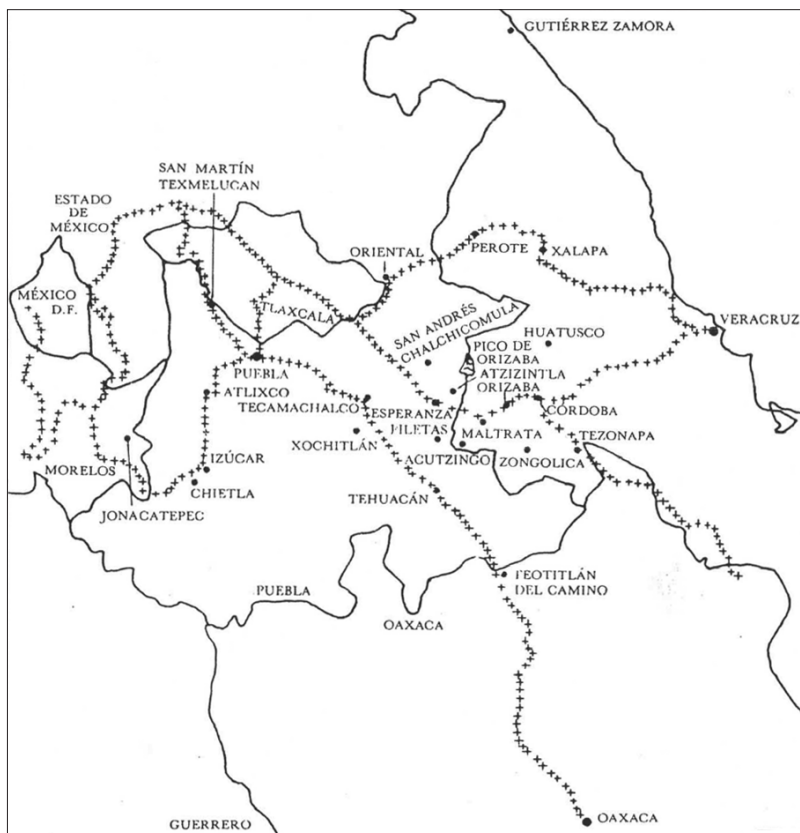 GUTIÉRREZ ZAMORA
SAN MARTÍN
TEXMELUCAN
ESTADO
DE
MÉXICO
ORIENTAL
PEROTE
XALAPA
MÉXICO
D.F.
TLAXCALA
SAN ANDRÉS
CHALCHICOMULA
HUATUSCO
VERACRUZ
PICO DE
ORIZABA
PUEBLA
ATZIZINTLA
ATLIXCO
ORIZABA
TECAMACHALCO
ESPERANZA
CÓRDOBA
XOCHITLÁN
MALTRATA
TEZONAPA
MORELOS
IZÚCAR
ACUTZINGO
ZONGOLICA
CHIETLA
TEHUACÁN
JONACATEPEC
PUEBLA
TEOTITLÁN
DEL CAMINO
OAXACA
GUERRERO
OAXACA